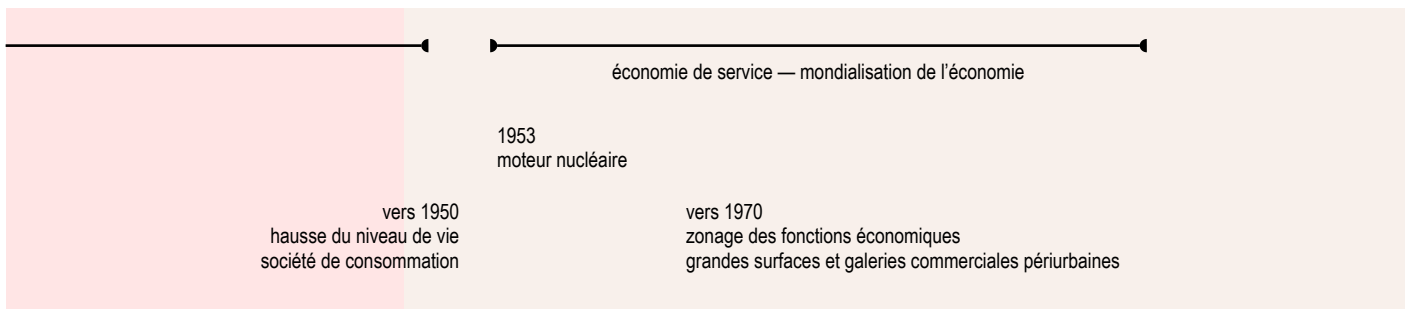 économie de service — mondialisation de l’économie
1953
moteur nucléaire
vers 1950
hausse du niveau de vie
société de consommation
vers 1970
zonage des fonctions économiques
grandes surfaces et galeries commerciales périurbaines